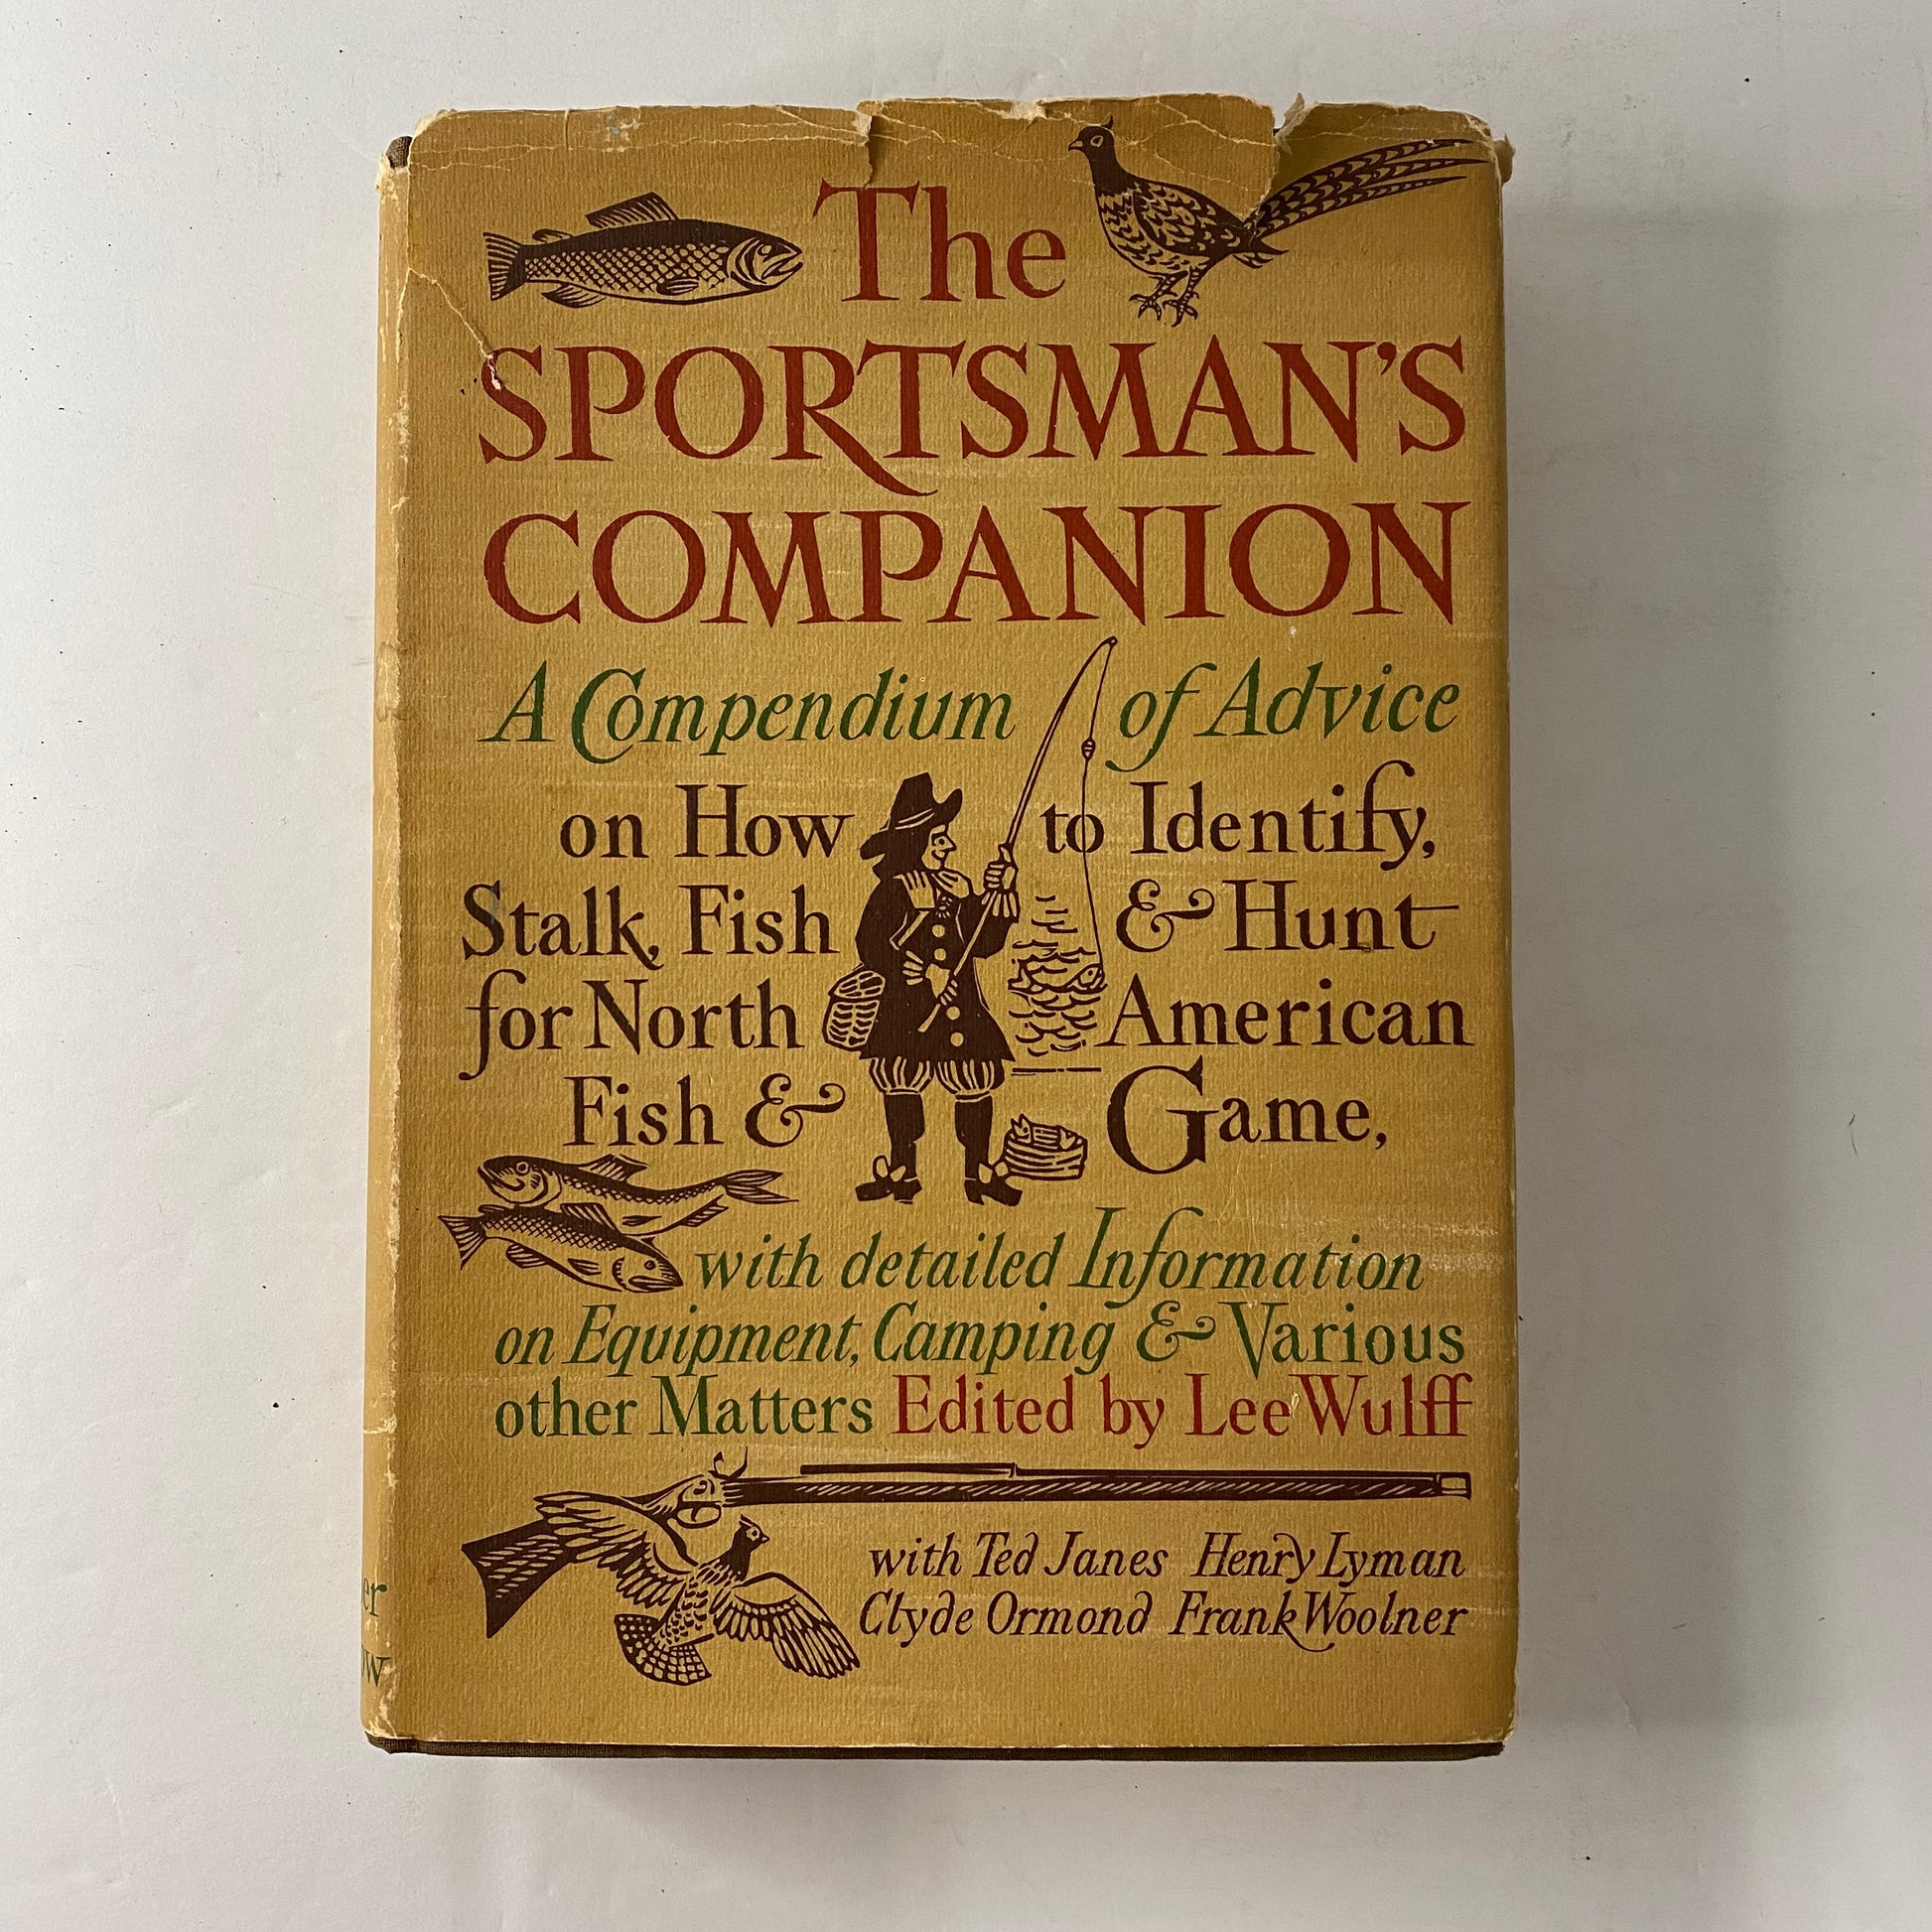 The
SPORTSMAN'S
COMPANION
A Compendium of Advice
on How to Identify,
Stalk, Fish & Hunt
for North American
Fish & Game,
with detailed Information
on Equipment, Camping & Various
other Matters Edited by Lee Wulff
with Ted Janes Henry Lyman
Clyde Ormond Frank Woolner
er
ow